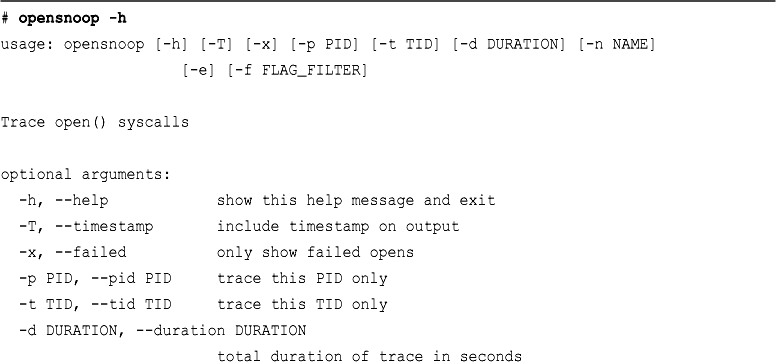 # opensnoop -h
usage: opensnoop [-h] [-T] [-x] [-p PID] [-t TID] [-d DURATION] [-n NAME]
                 [-e] [-f FLAG_FILTER]
Trace open() syscalls
optional arguments:
  -h, --help            show this help message and exit
  -T, --timestamp       include timestamp on output
  -x, --failed          only show failed opens
  -p PID, --pid PID     trace this PID only
  -t TID, --tid TID     trace this TID only
  -d DURATION, --duration DURATION
                        total duration of trace in seconds